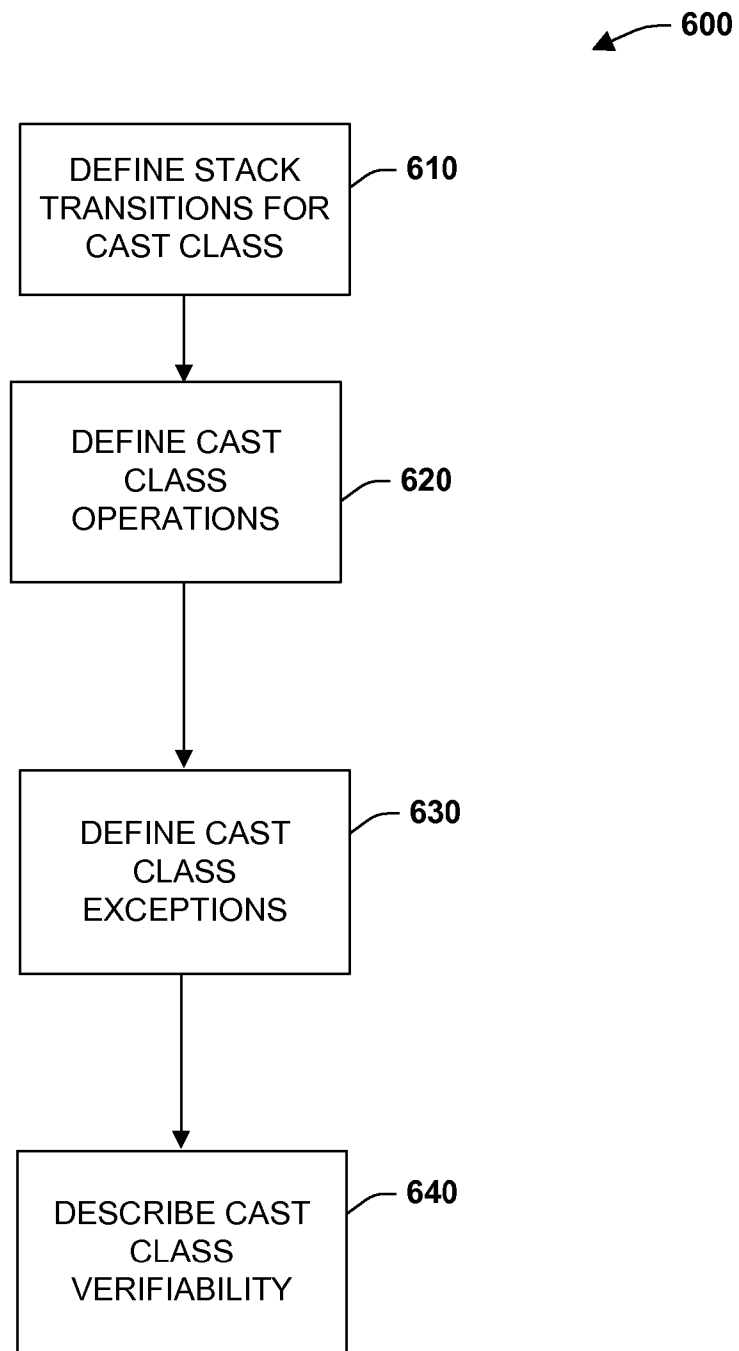 600
DEFINE STACK
TRANSITIONS FOR
CAST CLASS
610
DEFINE CAST
CLASS
OPERATIONS
620
DEFINE CAST
CLASS
EXCEPTIONS
630
DESCRIBE CAST
CLASS
VERIFIABILITY
640